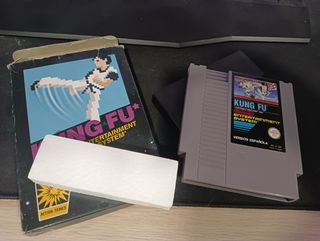 KUNG FU*
ENTERTAINMENT
SYSTEM
ACTION SERIES
KUNG FU
ENTERTAINMENT
SYSTEM
VERSION ESPAÑOLA